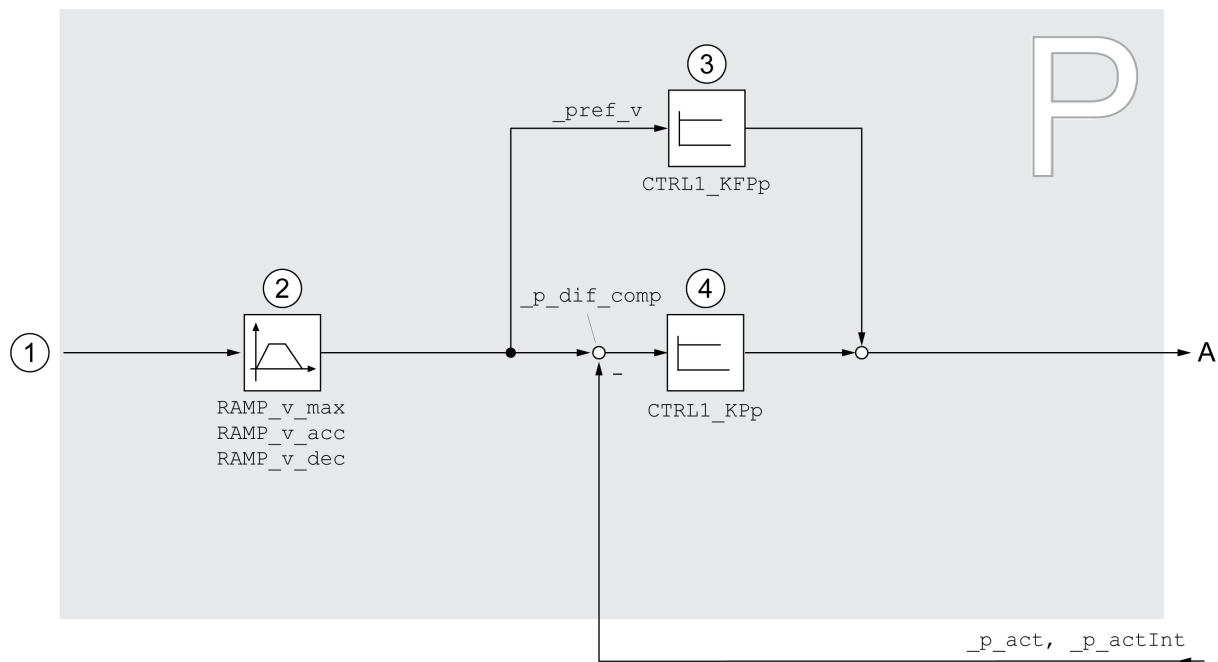 P
3
_pref_v
CTRL1_KFPp
2
_p_dif_comp
4
1
A
RAMP_v_max
RAMP_v_acc
RAMP_v_dec
-
CTRL1_KPp
_p_act, _p_actInt